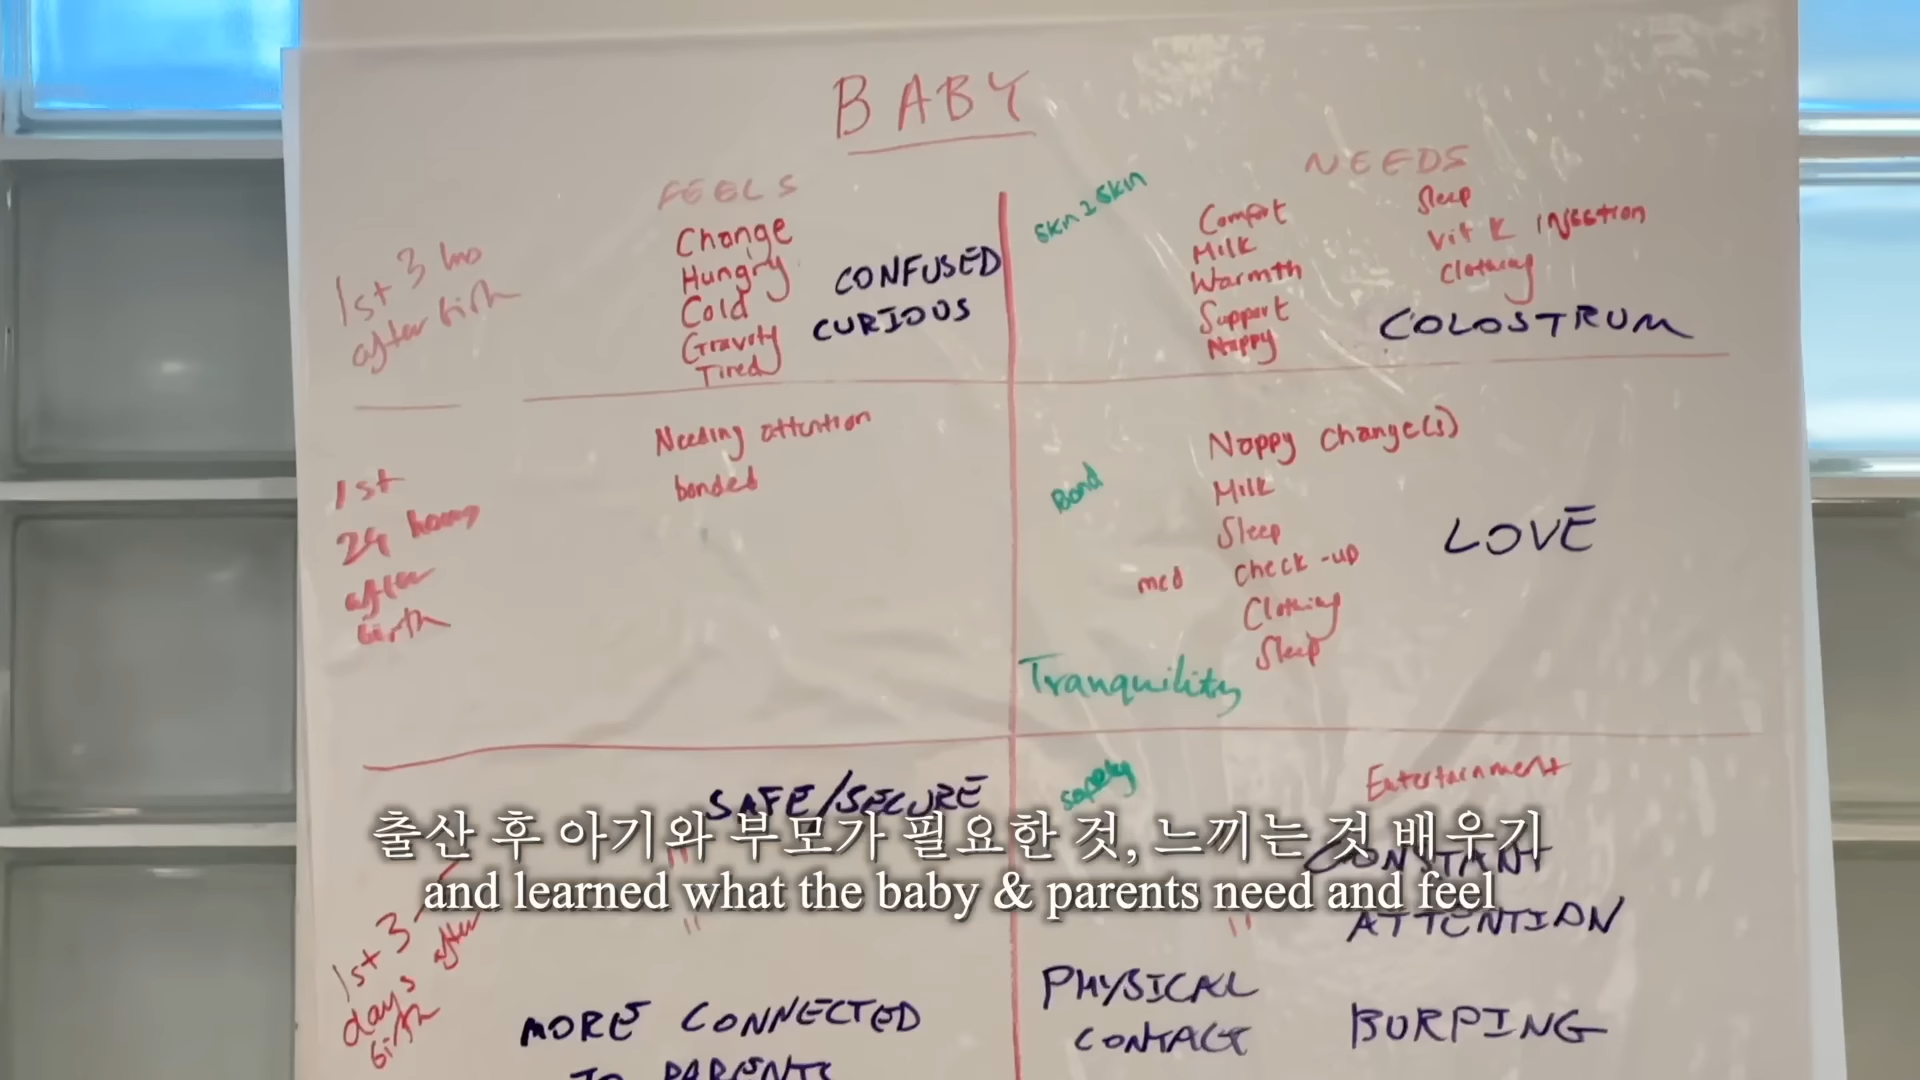 BABY
FEELS
NEEDS
1st 3
after birth
Change
Hungry
Cold
Gravity
Tired
CONFUSED
CURIOUS
Skn 2 Skin
Comfort
Milk
Warmth
Support
Nappy
Sleep
Vit K injection
Clothing
COLOSTRUM
1st
24 hours
after
birth
Needing attention
bonded
Bond
Nappy change(s)
Milk
Sleep
med check-up
Clothing
Sleep
LOVE
Tranquility
1st 3
days after
birth
SAFE/SECURE
"
"
MORE CONNECTED
TO PARENTS
safety
Entertainment
CONSTANT
ATTENTION
"
PHYSICAL
CONTACT
BURPING
출산 후 아기와 부모가 필요한 것, 느끼는 것 배우기
and learned what the baby & parents need and feel